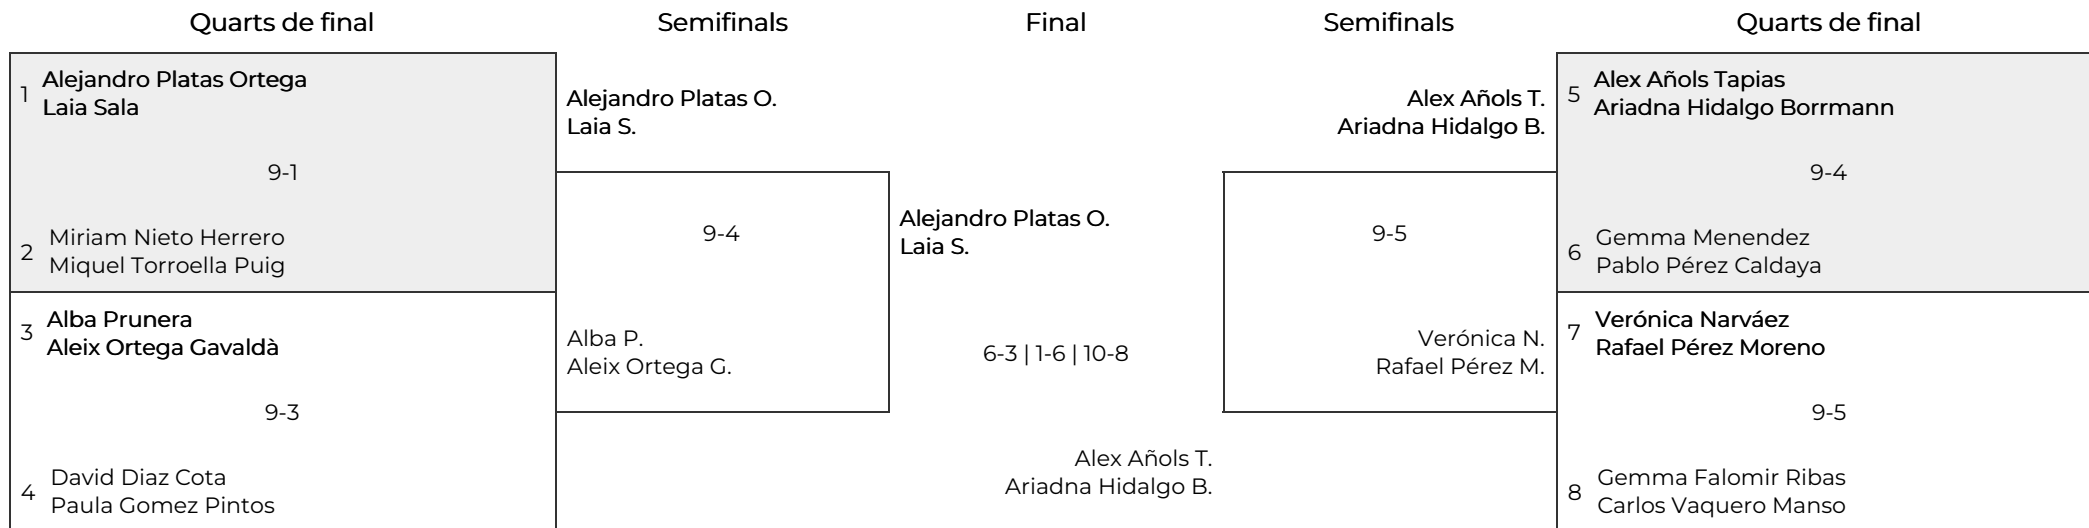 Quarts de final
Semifinals
Final
Semifinals
Quarts de final
1
Alejandro Platas Ortega
Laia Sala
9-1
2
Miriam Nieto Herrero
Miquel Torroella Puig
3
Alba Prunera
Aleix Ortega Gavaldà
9-3
4
David Diaz Cota
Paula Gomez Pintos
Alejandro Platas O.
Laia S.
9-4
Alba P.
Aleix Ortega G.
Alejandro Platas O.
Laia S.
6-3 | 1-6 | 10-8
Alex Añols T.
Ariadna Hidalgo B.
Alex Añols T.
Ariadna Hidalgo B.
9-5
Verónica N.
Rafael Pérez M.
5
Alex Añols Tapias
Ariadna Hidalgo Borrmann
9-4
6
Gemma Menendez
Pablo Pérez Caldaya
7
Verónica Narváez
Rafael Pérez Moreno
9-5
8
Gemma Falomir Ribas
Carlos Vaquero Manso